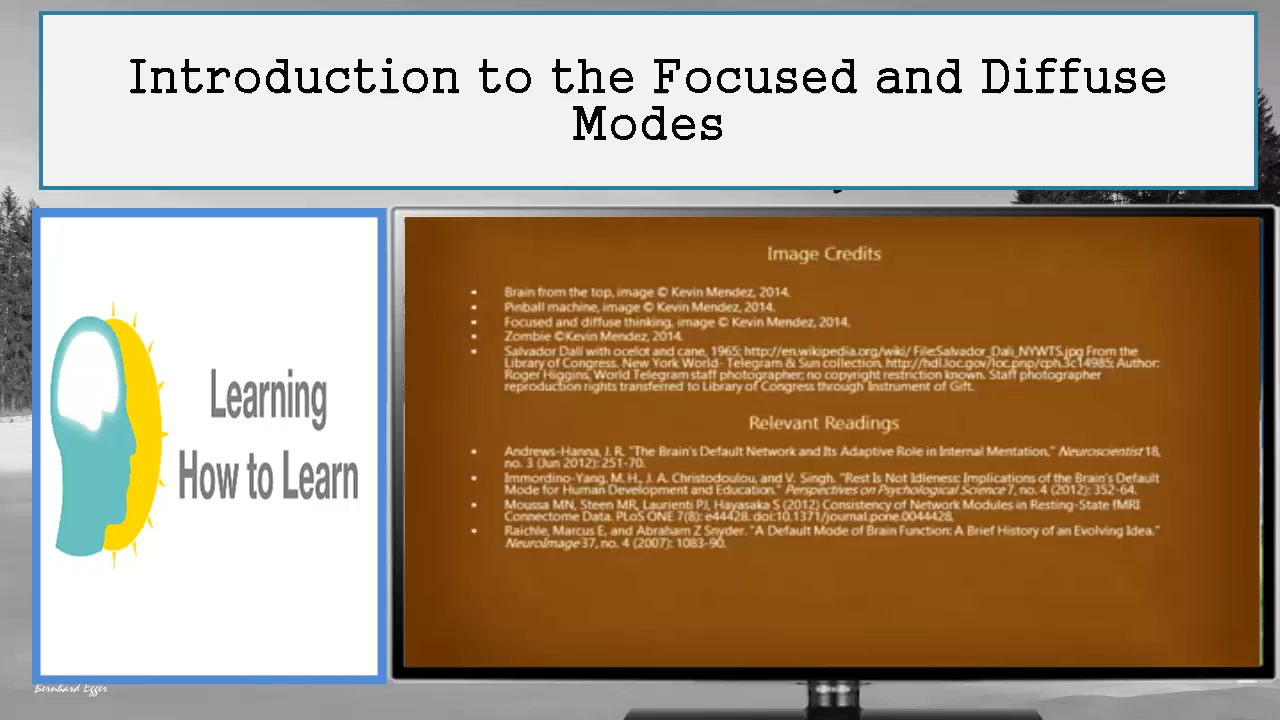 Introduction to the Focused and Diffuse
Modes
Learning
How to Learn
Image Credits
• Brain from the top, image © Kevin Mendez, 2014.
• Pinball machine, image © Kevin Mendez, 2014.
• Focused and diffuse thinking, image © Kevin Mendez, 2014.
• Zombie ©Kevin Mendez, 2014.
• Salvador Dalí with ocelot and cane, 1965; http://en.wikipedia.org/wiki/ File:Salvador_Dali_NYWTS.jpg From the
Library of Congress. New York World- Telegram & Sun collection. http://hdl.loc.gov/loc.pnp/cph.3c14985; Author:
Roger Higgins, World Telegram staff photographer; no copyright restriction known. Staff photographer
reproduction rights transferred to Library of Congress through Instrument of Gift.
Relevant Readings
• Andrews-Hanna, J. R. "The Brain's Default Network and Its Adaptive Role in Internal Mentation," Neuroscientist 18,
no. 3 (Jun 2012): 251-70.
• Immordino-Yang, M. H., J. A. Christodoulou, and V. Singh. "Rest Is Not Idleness: Implications of the Brain's Default
Mode for Human Development and Education." Perspectives on Psychological Science 7, no. 4 (2012): 352-64.
• Moussa MN, Steen MR, Laurienti PJ, Hayasaka S (2012) Consistency of Network Modules in Resting-State fMRI
Connectome Data. PLoS ONE 7(8): e44428. doi:10.1371/journal.pone.0044428.
• Raichle, Marcus E, and Abraham Z Snyder. "A Default Mode of Brain Function: A Brief History of an Evolving Idea."
NeuroImage 37, no. 4 (2007): 1083-90.
Bernhard Egger